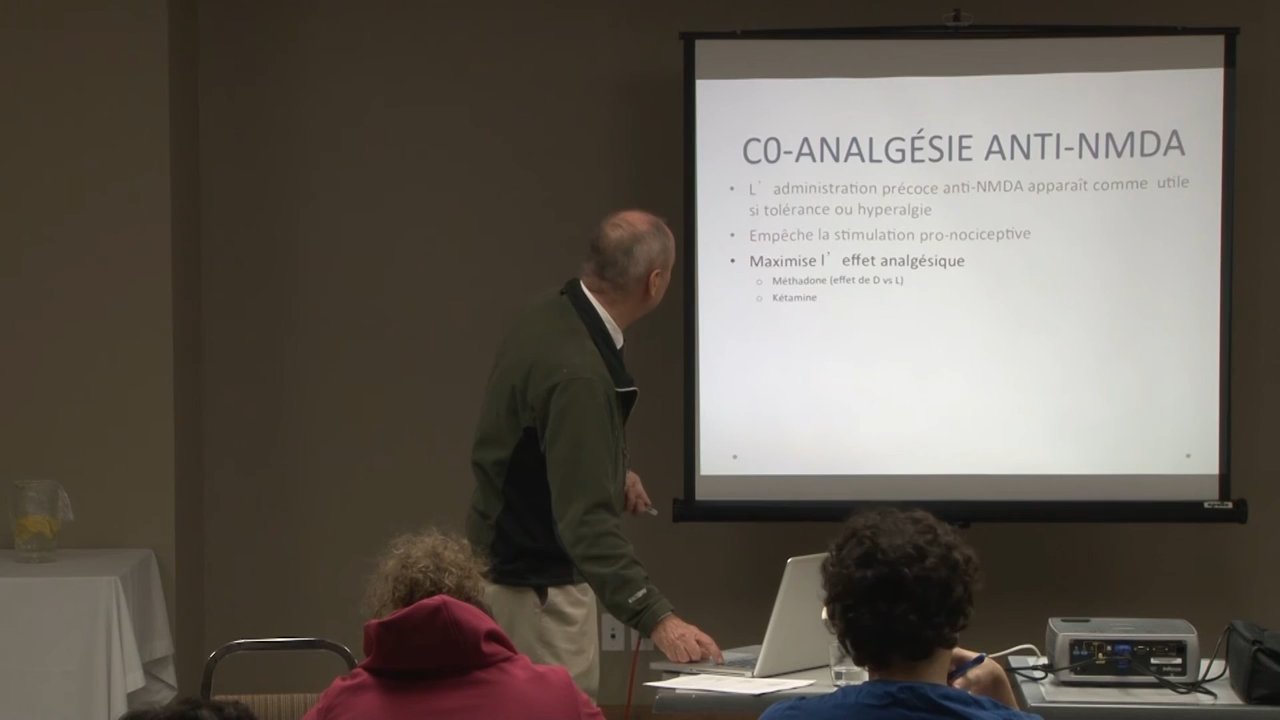 C0-ANALGÉSIE ANTI-NMDA
• L' administration précoce anti-NMDA apparaît comme utile
si tolérance ou hyperalgie
• Empêche la stimulation pro-nociceptive
• Maximise l' effet analgésique
o Méthadone (effet de D vs L)
o Kétamine